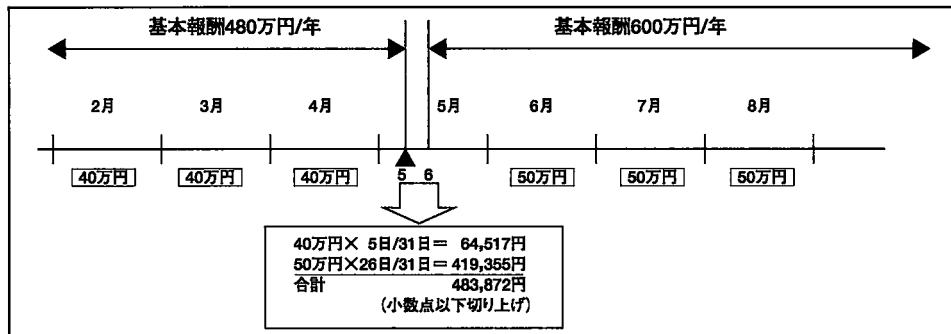 基本報酬480万円/年 基本報酬600万円/年
2月 3月 4月 5月 6月 7月 8月
40万円 40万円 40万円 5 6 50万円 50万円 50万円
40万円× 5日/31日= 64,517円
50万円×26日/31日=419,355円
合計 483,872円
(小数点以下切り上げ)